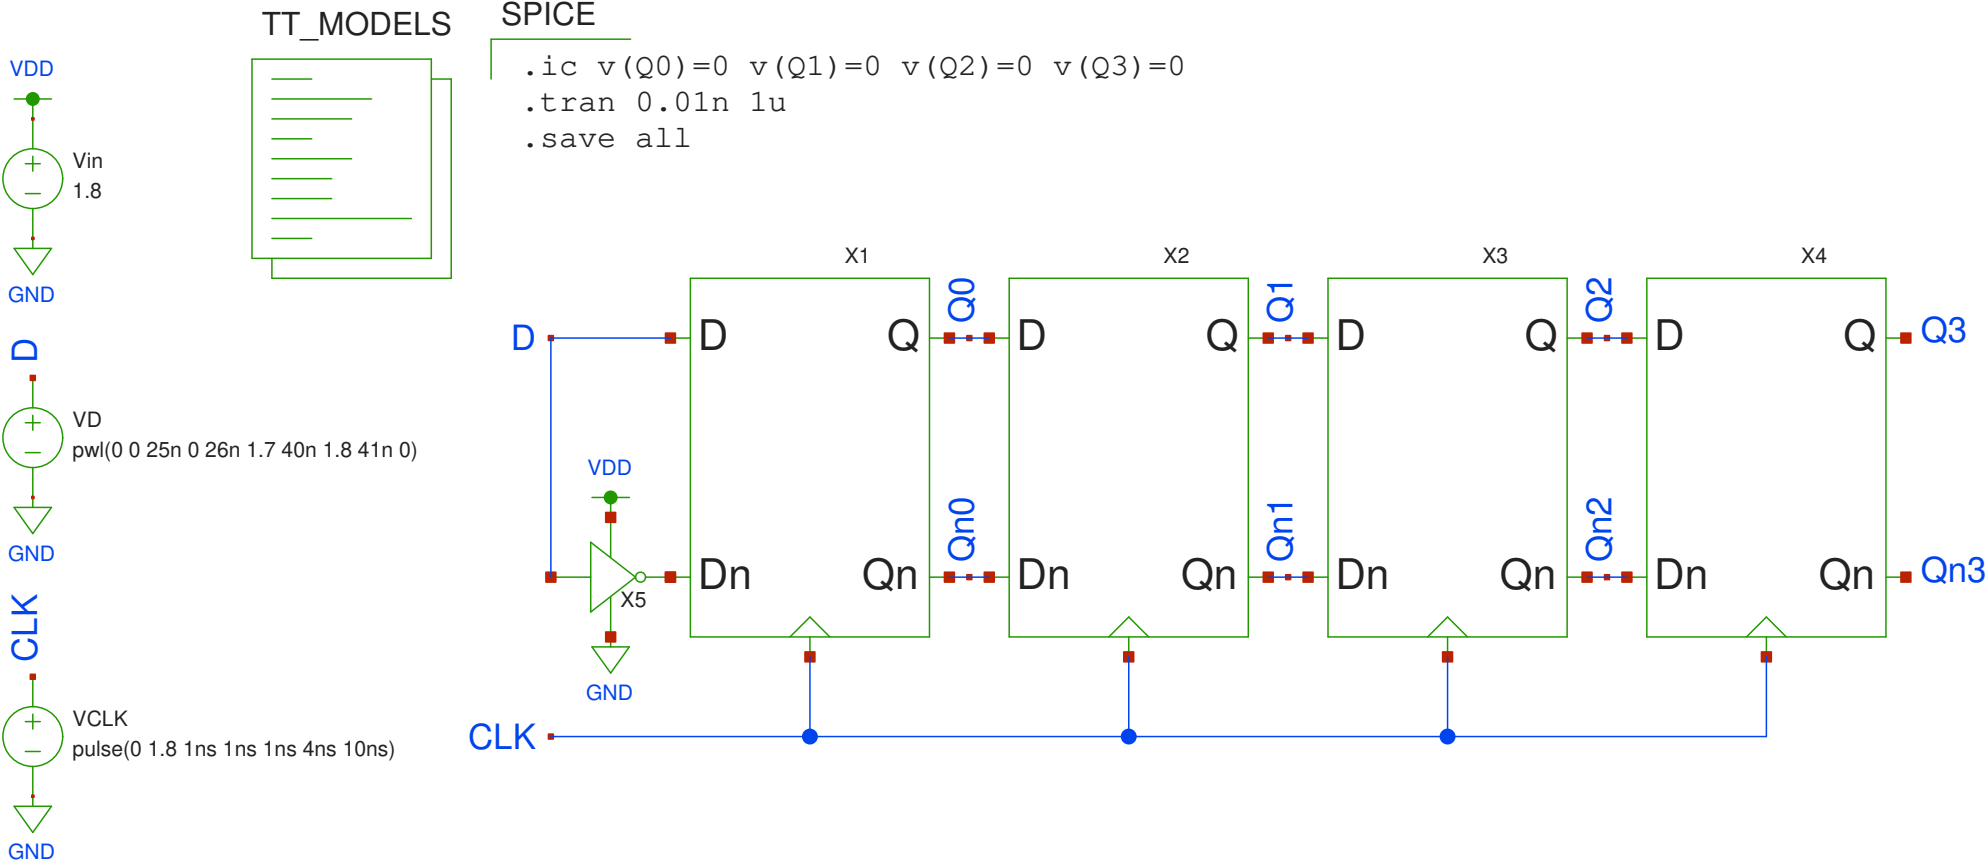 TT_MODELS
SPICE
.ic v(Q0)=0 v(Q1)=0 v(Q2)=0 v(Q3)=0
.tran 0.01n 1u
.save all
VDD
Vin
1.8
GND
D
VD
pwl(0 0 25n 0 26n 1.7 40n 1.8 41n 0)
GND
CLK
VCLK
pulse(0 1.8 1ns 1ns 1ns 4ns 10ns)
GND
X1
X2
X3
X4
D
D
Q
Q0
D
Q
Q1
D
Q
Q2
D
Q
Q3
VDD
X5
GND
Dn
Qn
Qn0
Dn
Qn
Qn1
Dn
Qn
Qn2
Dn
Qn
Qn3
CLK